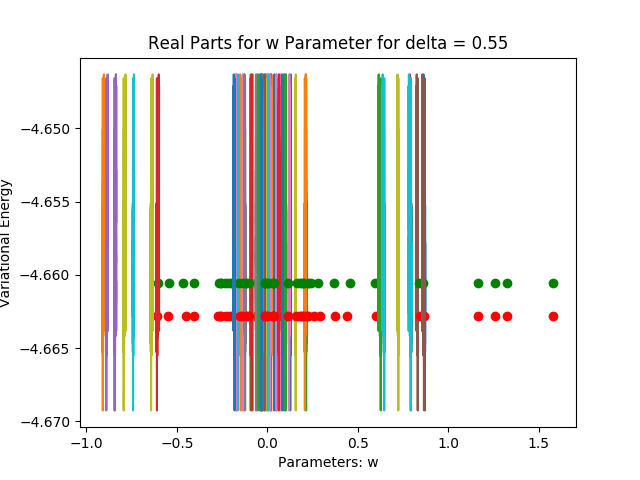 Real Parts for w Parameter for delta = 0.55
Variational Energy
−4.650
−4.655
−4.660
−4.665
−4.670
−1.0 −0.5 0.0 0.5 1.0 1.5
Parameters: w